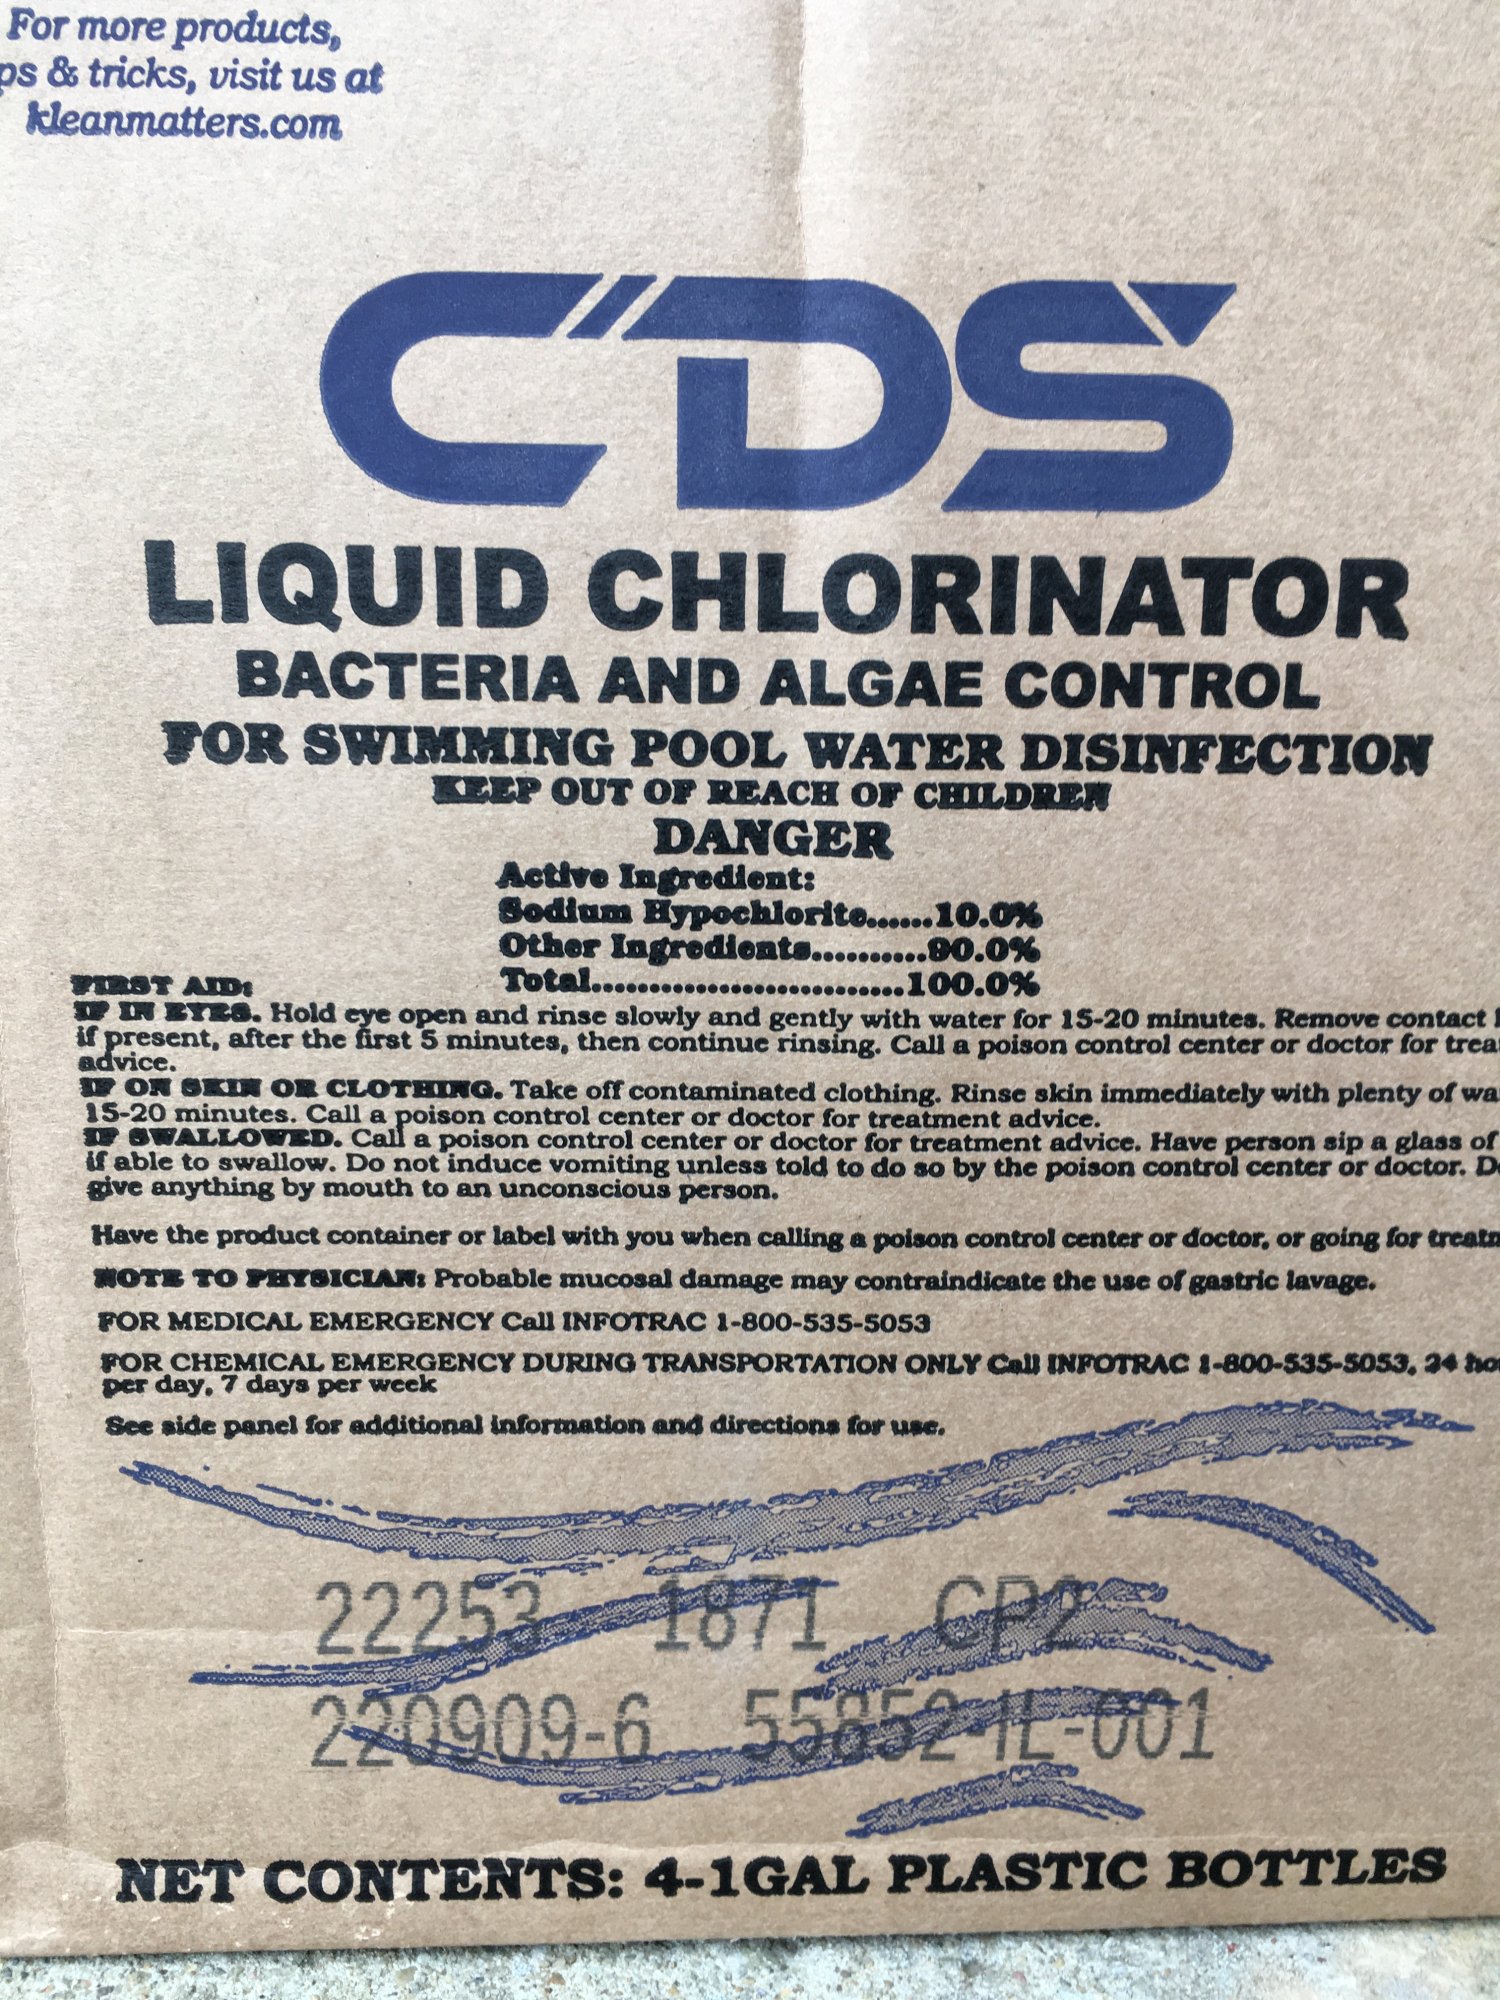 For more products,
ps & tricks, visit us at
kleanmatters.com
CDS
LIQUID CHLORINATOR
BACTERIA AND ALGAE CONTROL
FOR SWIMMING POOL WATER DISINFECTION
KEEP OUT OF REACH OF CHILDREN
DANGER
Active Ingredient:
Sodium Hypochlorite......10.0%
Other Ingredients..........90.0%
Total...........................100.0%
FIRST AID:
IF IN EYES. Hold eye open and rinse slowly and gently with water for 15-20 minutes. Remove contact
if present, after the first 5 minutes, then continue rinsing. Call a poison control center or doctor for trea
advice.
IF ON SKIN OR CLOTHING. Take off contaminated clothing. Rinse skin immediately with plenty of wa
15-20 minutes. Call a poison control center or doctor for treatment advice.
IF SWALLOWED. Call a poison control center or doctor for treatment advice. Have person sip a glass of
if able to swallow. Do not induce vomiting unless told to do so by the poison control center or doctor. D
give anything by mouth to an unconscious person.
Have the product container or label with you when calling a poison control center or doctor, or going for treatm
NOTE TO PHYSICIAN: Probable mucosal damage may contraindicate the use of gastric lavage.
FOR MEDICAL EMERGENCY Call INFOTRAC 1-800-535-5053
FOR CHEMICAL EMERGENCY DURING TRANSPORTATION ONLY Call INFOTRAC 1-800-535-5053, 24 ho
per day, 7 days per week
See side panel for additional information and directions for use.
22253 1871 CP2
220909-6 55852-IL-001
NET CONTENTS: 4-1GAL PLASTIC BOTTLES